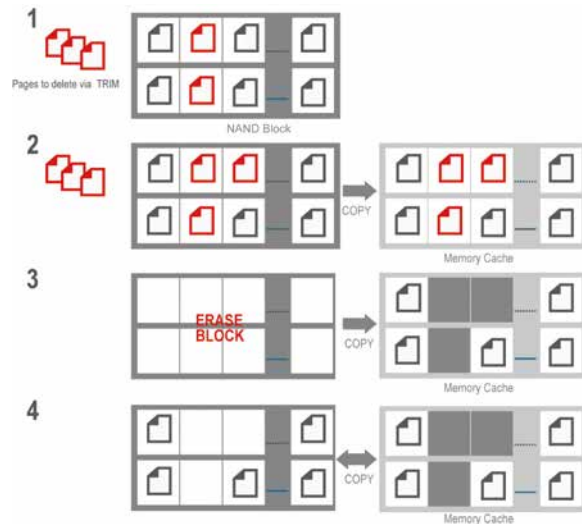 1
Pages to delete via TRIM
NAND Block
2
COPY
Memory Cache
3
ERASE
BLOCK
COPY
Memory Cache
4
COPY
Memory Cache